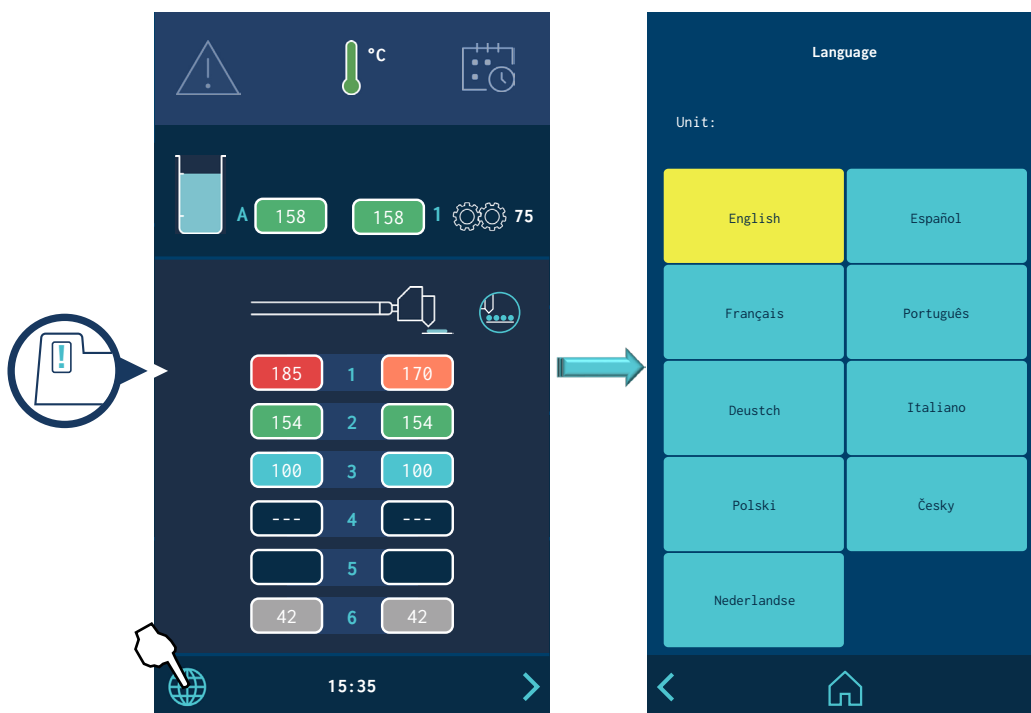 °C
A 158 158 1 75
185 1 170
154 2 154
100 3 100
--- 4 ---
5
42 6 42
15:35
!
Language
Unit:
English Español
Français Português
Deustch Italiano
Polski Česky
Nederlandse